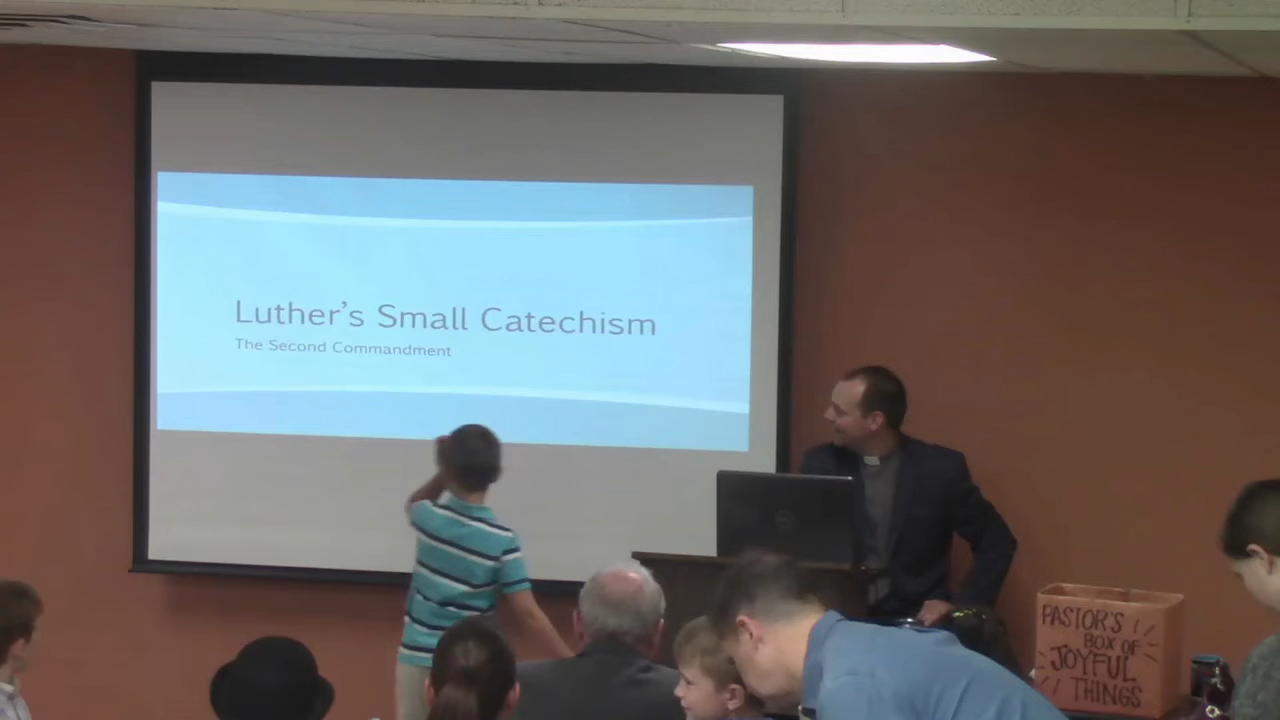 Luther's Small Catechism
The Second Commandment
PASTOR'S
BOX OF
JOYFUL
THINGS